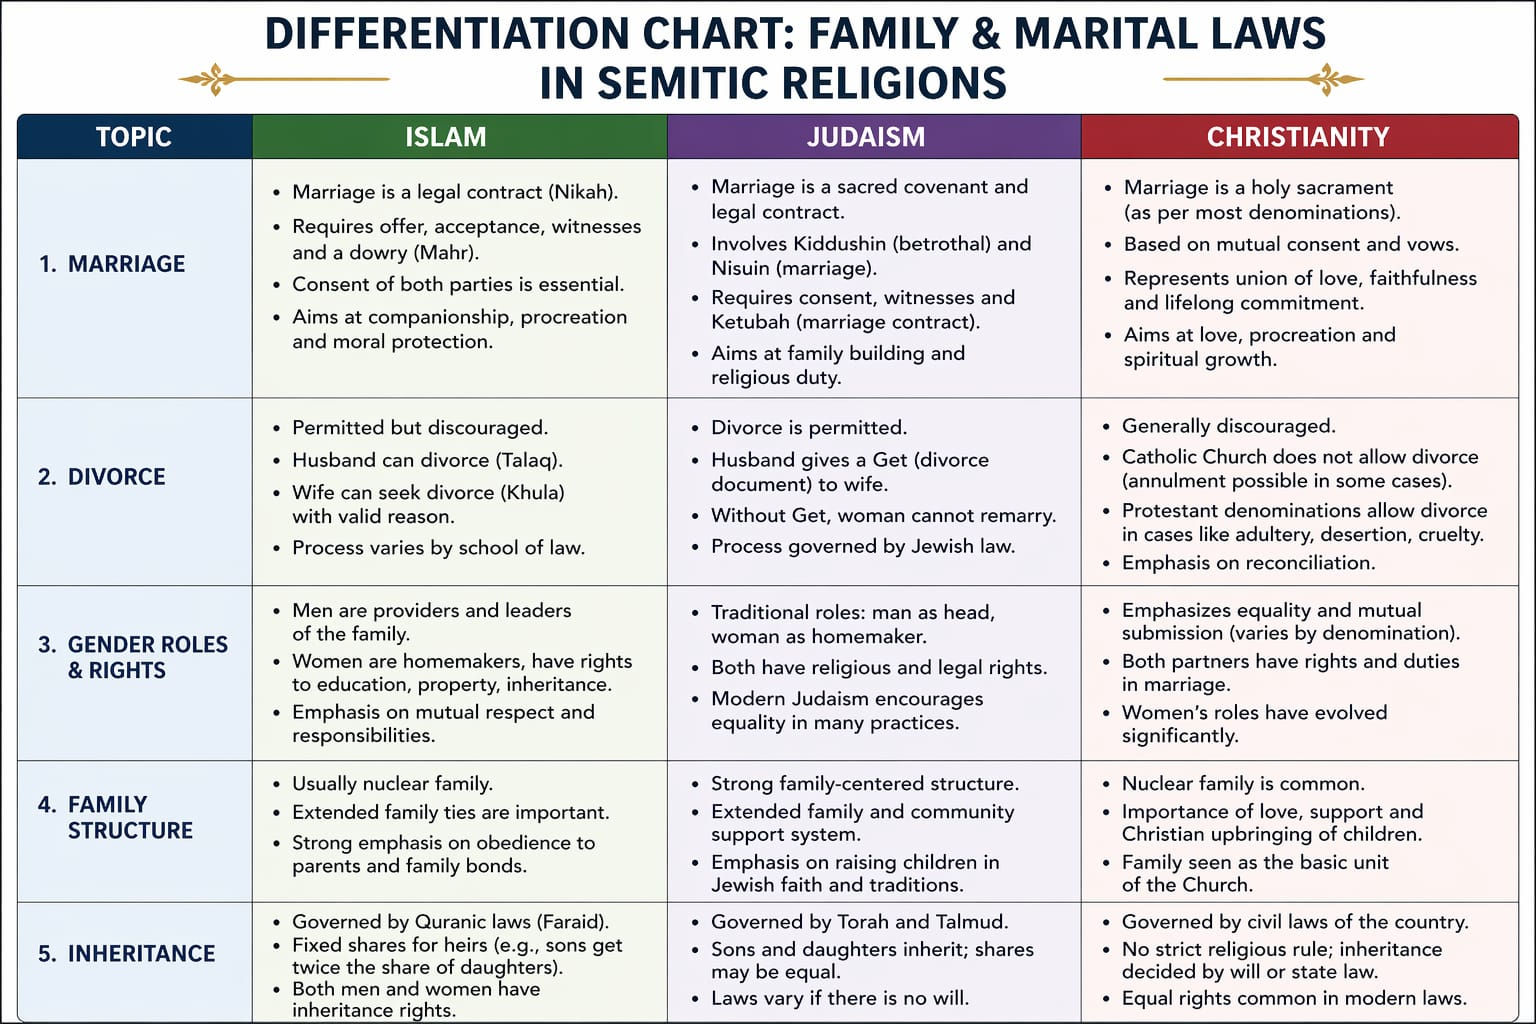 DIFFERENTIATION CHART: FAMILY & MARITAL LAWS
IN SEMITIC RELIGIONS
TOPIC
ISLAM
JUDAISM
CHRISTIANITY
1. MARRIAGE
• Marriage is a legal contract (Nikah).
• Requires offer, acceptance, witnesses
and a dowry (Mahr).
• Consent of both parties is essential.
• Aims at companionship, procreation
and moral protection.
• Marriage is a sacred covenant and
legal contract.
• Involves Kiddushin (betrothal) and
Nisuin (marriage).
• Requires consent, witnesses and
Ketubah (marriage contract).
• Aims at family building and
religious duty.
• Marriage is a holy sacrament
(as per most denominations).
• Based on mutual consent and vows.
• Represents union of love, faithfulness
and lifelong commitment.
• Aims at love, procreation and
spiritual growth.
2. DIVORCE
• Permitted but discouraged.
• Husband can divorce (Talaq).
• Wife can seek divorce (Khula)
with valid reason.
• Process varies by school of law.
• Divorce is permitted.
• Husband gives a Get (divorce
document) to wife.
• Without Get, woman cannot remarry.
• Process governed by Jewish law.
• Generally discouraged.
• Catholic Church does not allow divorce
(annulment possible in some cases).
• Protestant denominations allow divorce
in cases like adultery, desertion, cruelty.
• Emphasis on reconciliation.
3. GENDER ROLES
& RIGHTS
• Men are providers and leaders
of the family.
• Women are homemakers, have rights
to education, property, inheritance.
• Emphasis on mutual respect and
responsibilities.
• Traditional roles: man as head,
woman as homemaker.
• Both have religious and legal rights.
• Modern Judaism encourages
equality in many practices.
• Emphasizes equality and mutual
submission (varies by denomination).
• Both partners have rights and duties
in marriage.
• Women's roles have evolved
significantly.
4. FAMILY
STRUCTURE
• Usually nuclear family.
• Extended family ties are important.
• Strong emphasis on obedience to
parents and family bonds.
• Strong family-centered structure.
• Extended family and community
support system.
• Emphasis on raising children in
Jewish faith and traditions.
• Nuclear family is common.
• Importance of love, support and
Christian upbringing of children.
• Family seen as the basic unit
of the Church.
5. INHERITANCE
• Governed by Quranic laws (Faraid).
• Fixed shares for heirs (e.g., sons get
twice the share of daughters).
• Both men and women have
inheritance rights.
• Governed by Torah and Talmud.
• Sons and daughters inherit; shares
may be equal.
• Laws vary if there is no will.
• Governed by civil laws of the country.
• No strict religious rule; inheritance
decided by will or state law.
• Equal rights common in modern laws.